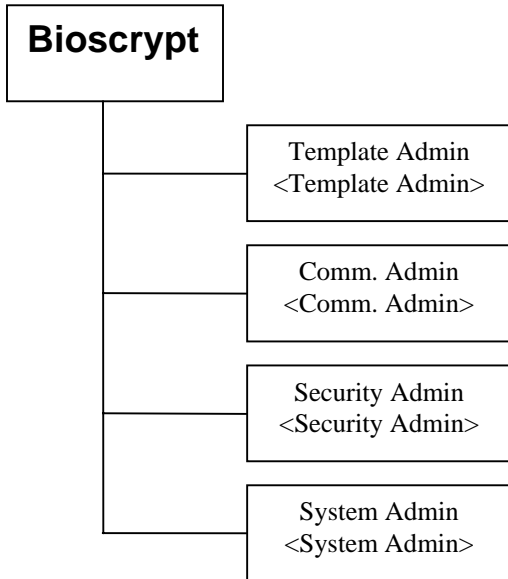 Bioscrypt
Template Admin
<Template Admin>
Comm. Admin
<Comm. Admin>
Security Admin
<Security Admin>
System Admin
<System Admin>